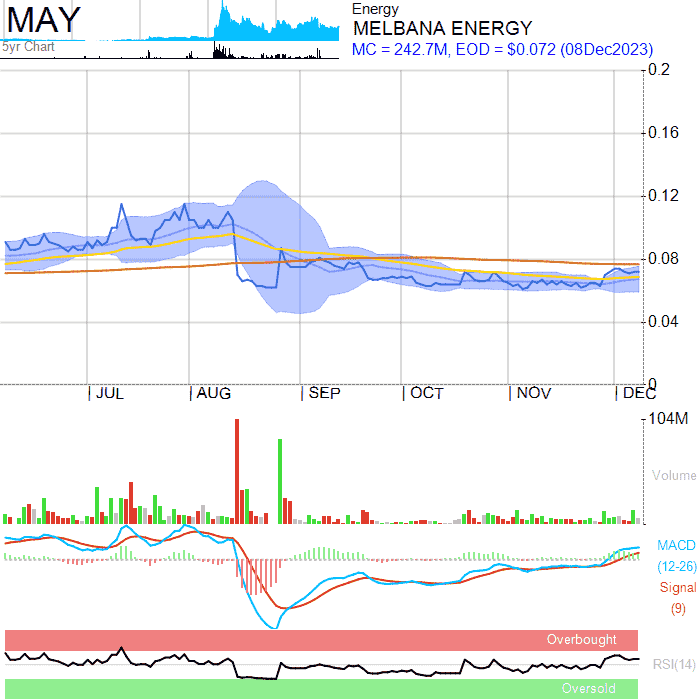 MAY
5yr Chart
Energy
MELBANA ENERGY
MC = 242.7M, EOD = $0.072 (08Dec2023)
0.2
0.16
0.12
0.08
0.04
0
JUL AUG SEP OCT NOV DEC
104M
Volume
MACD
(12-26)
Signal
(9)
Overbought
RSI(14)
Oversold